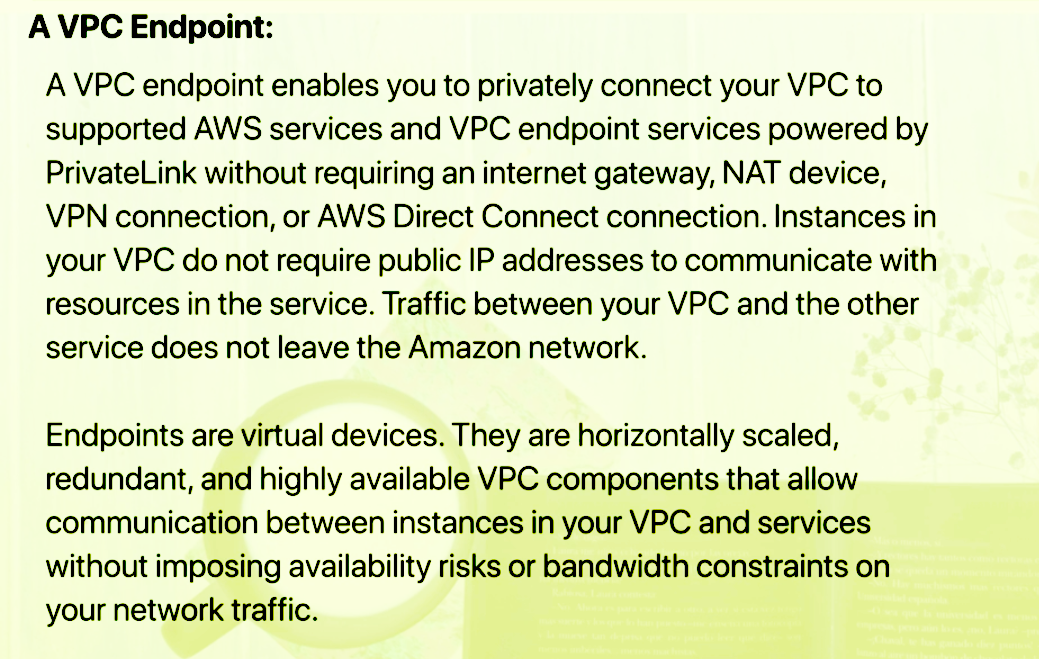 A VPC Endpoint:
A VPC endpoint enables you to privately connect your VPC to
supported AWS services and VPC endpoint services powered by
PrivateLink without requiring an internet gateway, NAT device,
VPN connection, or AWS Direct Connect connection. Instances in
your VPC do not require public IP addresses to communicate with
resources in the service. Traffic between your VPC and the other
service does not leave the Amazon network.
Endpoints are virtual devices. They are horizontally scaled,
redundant, and highly available VPC components that allow
communication between instances in your VPC and services
without imposing availability risks or bandwidth constraints on
your network traffic.